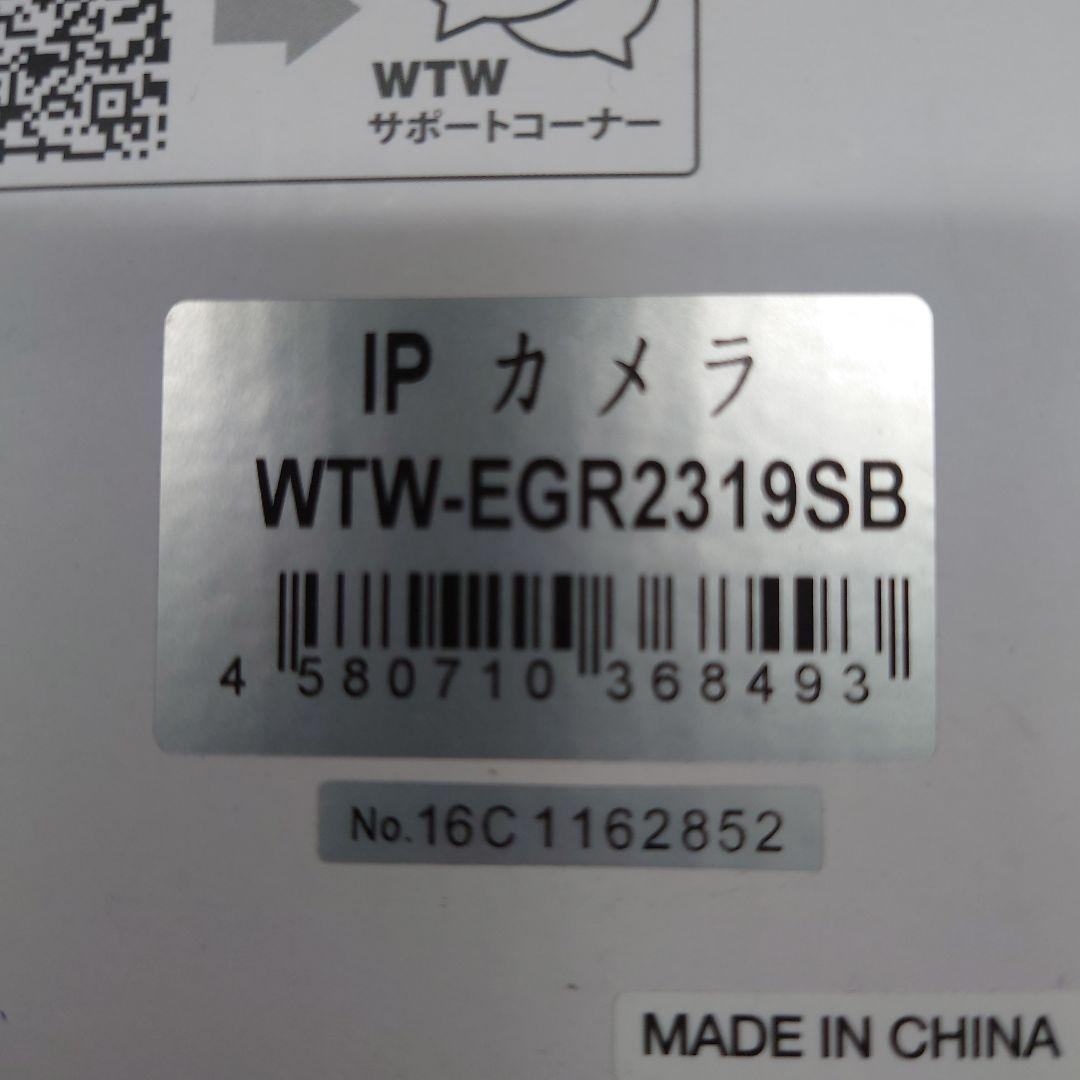 WTW
サポートコーナー
IP カメラ
WTW-EGR2319SB
4 580710 368493
No.16C1162852
MADE IN CHINA